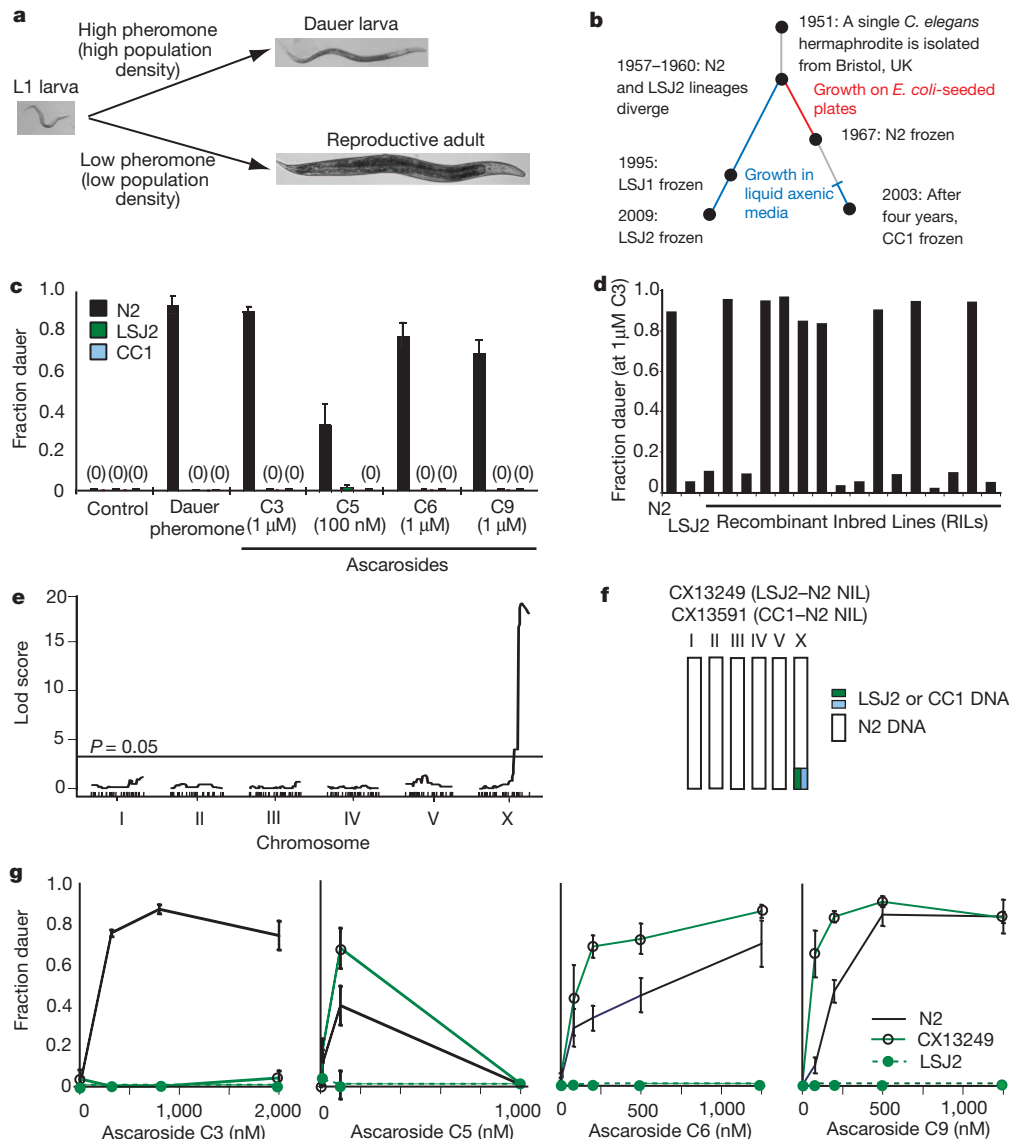 a
High pheromone
(high population
density)
Dauer larva
L1 larva
Low pheromone
(low population
density)
Reproductive adult
b
1951: A single C. elegans
hermaphrodite is isolated
from Bristol, UK
1957–1960: N2
and LSJ2 lineages
diverge
Growth on E. coli-seeded
plates
1967: N2 frozen
1995:
LSJ1 frozen
Growth in
liquid axenic
media
2009:
LSJ2 frozen
2003: After
four years,
CC1 frozen
c
Fraction dauer
1.0
0.8
0.6
0.4
0.2
0
N2
LSJ2
CC1
(0)(0)(0) (0)(0) (0)(0) (0) (0)(0) (0)(0)
Control
Dauer
pheromone
C3
(1 µM)
C5
(100 nM)
C6
(1 µM)
C9
(1 µM)
Ascarosides
d
Fraction dauer (at 1µM C3)
1.0
0.8
0.6
0.4
0.2
0
N2
LSJ2
Recombinant Inbred Lines (RILs)
e
Lod score
20
15
10
5
0
P = 0.05
I II III IV V X
Chromosome
f
CX13249 (LSJ2–N2 NIL)
CX13591 (CC1–N2 NIL)
I II III IV V X
LSJ2 or CC1 DNA
N2 DNA
g
Fraction dauer
1.0
0.8
0.6
0.4
0.2
0
0 1,000 2,000
Ascaroside C3 (nM)
0 1,000
Ascaroside C5 (nM)
0 500 1,000
Ascaroside C6 (nM)
N2
CX13249
LSJ2
0 500 1,000
Ascaroside C9 (nM)